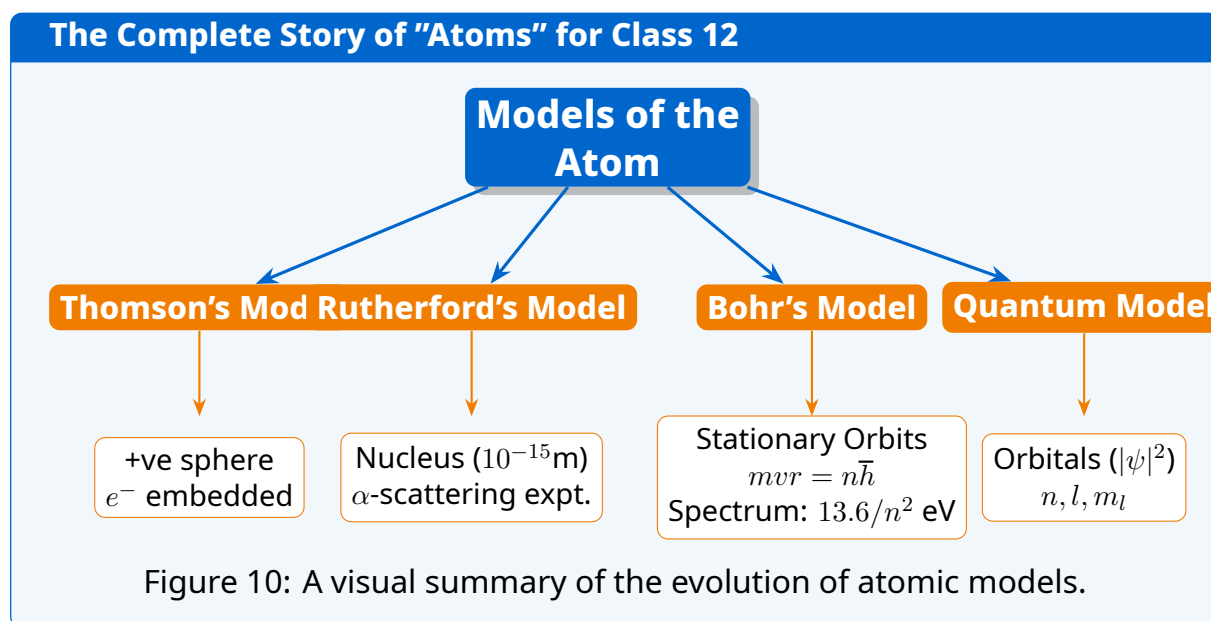 The Complete Story of ”Atoms” for Class 12
Models of the
Atom
Thomson’s Mod
Rutherford’s Model
Bohr’s Model
Quantum Model
+ve sphere
e⁻ embedded
Nucleus (10⁻¹⁵m)
α-scattering expt.
Stationary Orbits
mvr = nh̅
Spectrum: 13.6/n² eV
Orbitals (|ψ|²)
n, l, mₗ
Figure 10: A visual summary of the evolution of atomic models.